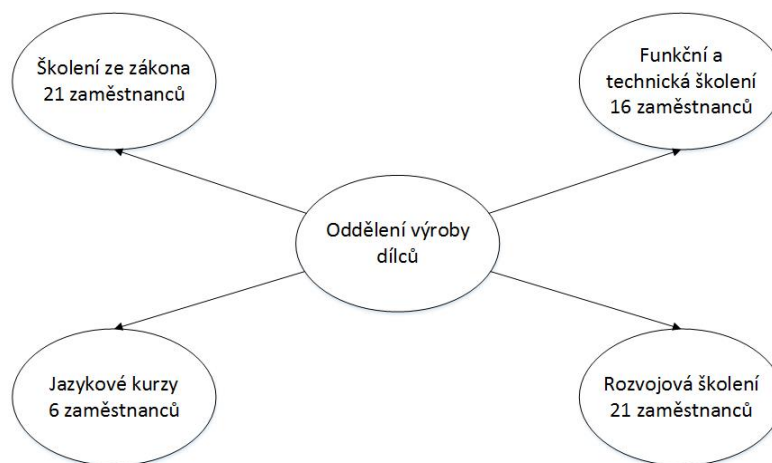 Školení ze zákona
21 zaměstnanců
Funkční a
technická školení
16 zaměstnanců
Oddělení výroby
dílců
Jazykové kurzy
6 zaměstnanců
Rozvojová školení
21 zaměstnanců